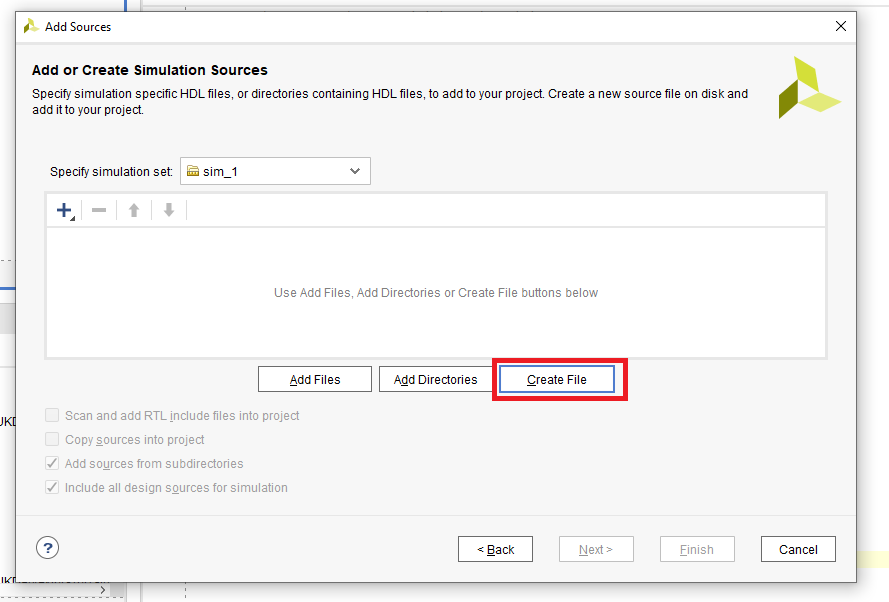 Add Sources
Add or Create Simulation Sources
Specify simulation specific HDL files, or directories containing HDL files, to add to your project. Create a new source file on disk and
add it to your project.
Specify simulation set: sim_1
Use Add Files, Add Directories or Create File buttons below
Add Files Add Directories Create File
Scan and add RTL include files into project
Copy sources into project
Add sources from subdirectories
Include all design sources for simulation
? < Back Next > Finish Cancel